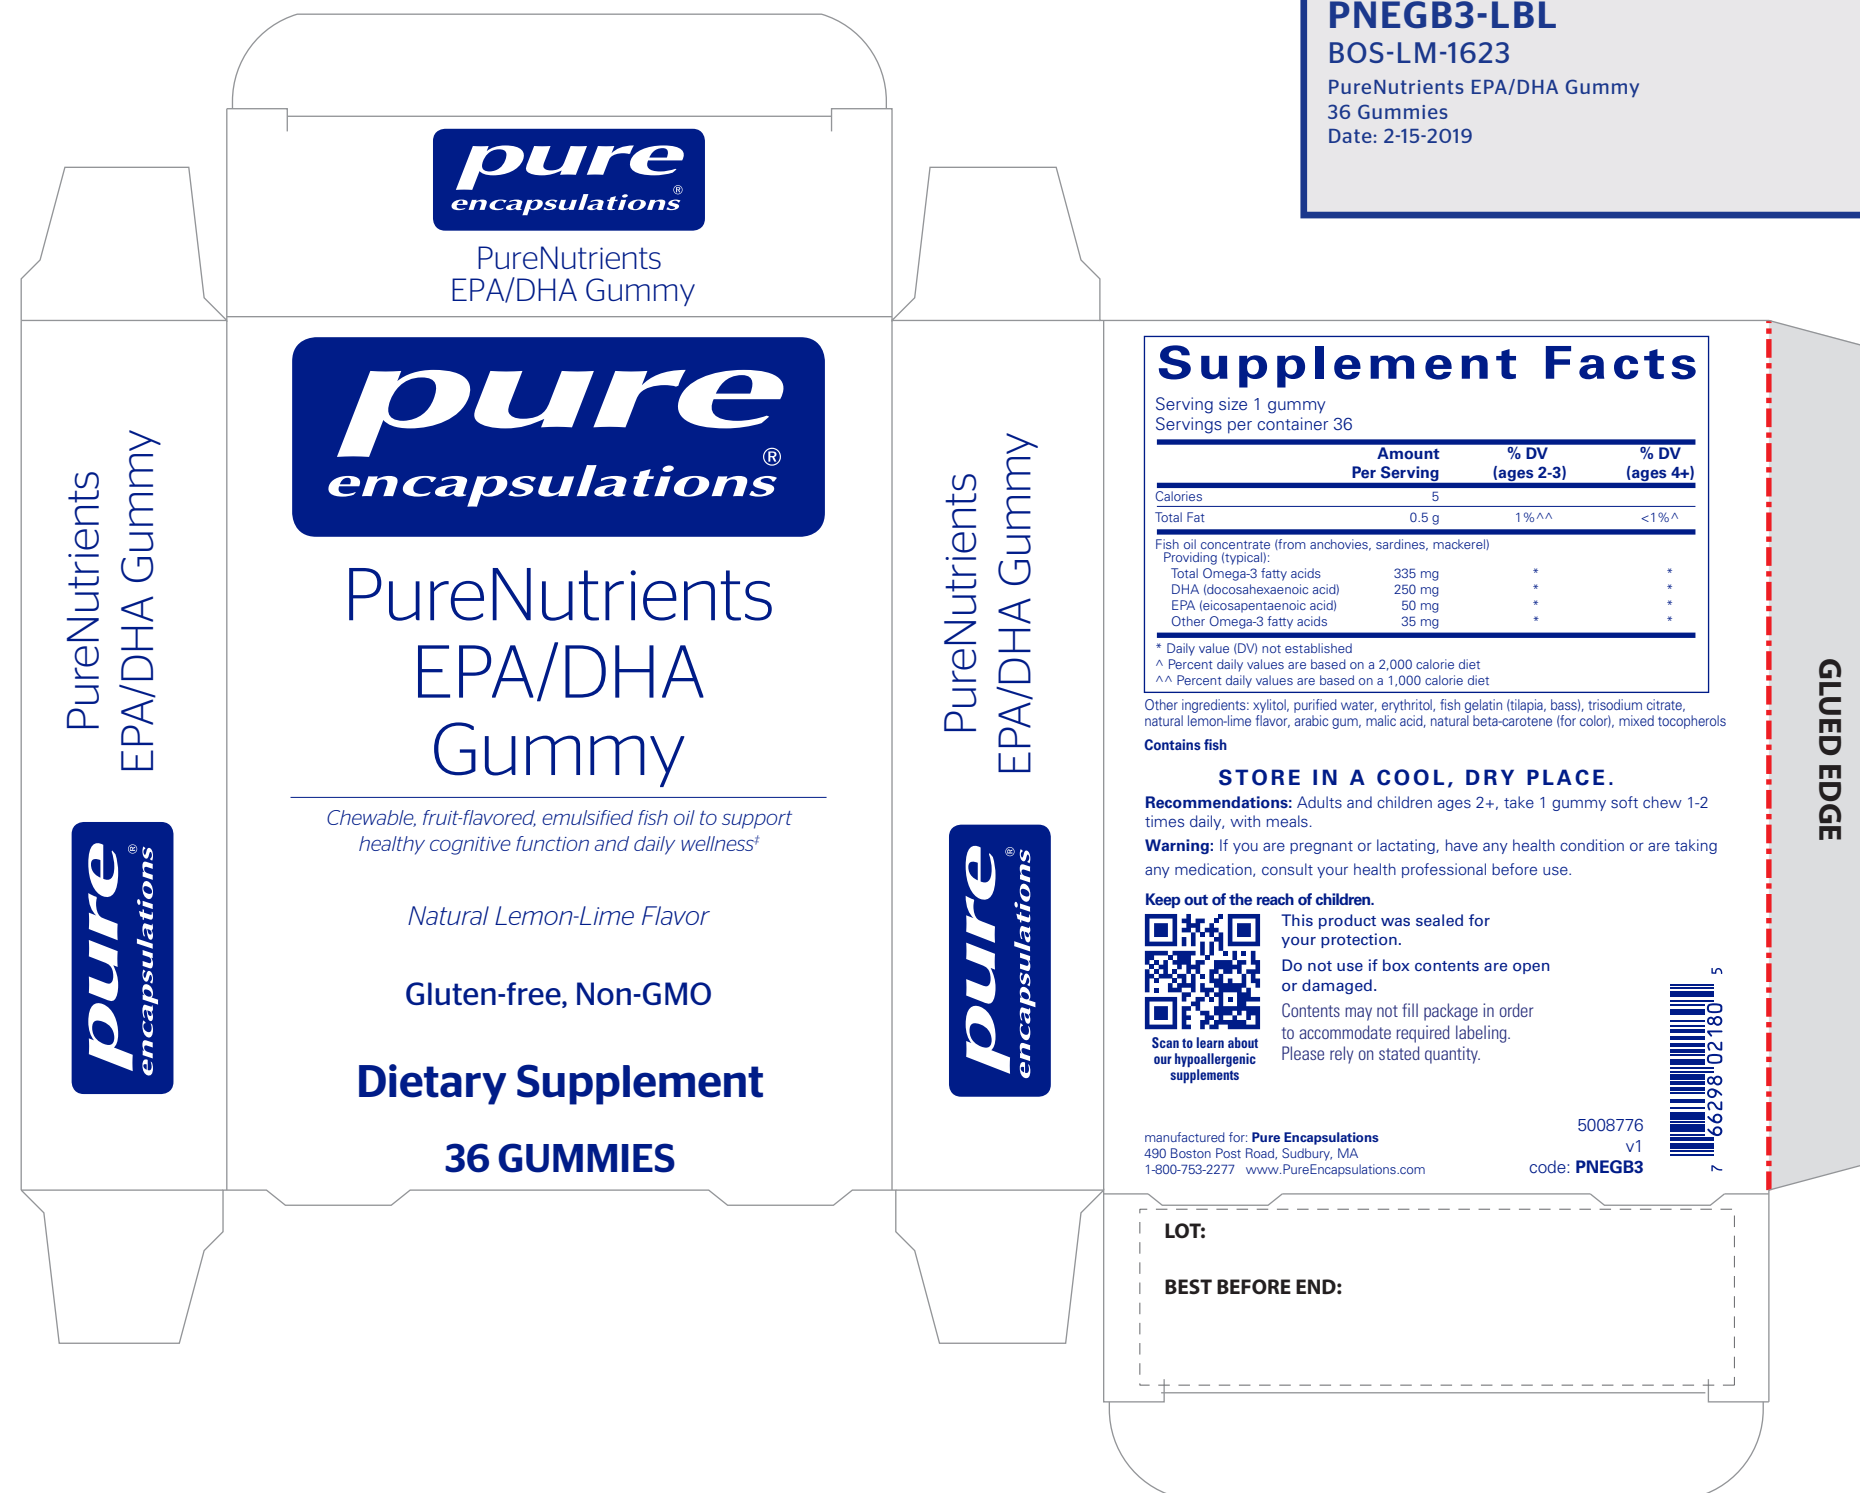 PNEGB3-LBL
BOS-LM-1623
PureNutrients EPA/DHA Gummy
36 Gummies
Date: 2-15-2019
pure
encapsulations®
PureNutrients
EPA/DHA Gummy
PureNutrients
EPA/DHA Gummy
pure
encapsulations®
pure
encapsulations®
PureNutrients
EPA/DHA
Gummy
Chewable, fruit-flavored, emulsified fish oil to support
healthy cognitive function and daily wellness‡
Natural Lemon-Lime Flavor
Gluten-free, Non-GMO
Dietary Supplement
36 GUMMIES
PureNutrients
EPA/DHA Gummy
pure
encapsulations®
Supplement Facts
Serving size 1 gummy
Servings per container 36
Amount % DV % DV
Per Serving (ages 2-3) (ages 4+)
Calories 5
Total Fat 0.5 g 1%^^ <1%^
Fish oil concentrate (from anchovies, sardines, mackerel)
Providing (typical):
Total Omega-3 fatty acids 335 mg * *
DHA (docosahexaenoic acid) 250 mg * *
EPA (eicosapentaenoic acid) 50 mg * *
Other Omega-3 fatty acids 35 mg * *
* Daily value (DV) not established
^ Percent daily values are based on a 2,000 calorie diet
^^ Percent daily values are based on a 1,000 calorie diet
Other ingredients: xylitol, purified water, erythritol, fish gelatin (tilapia, bass), trisodium citrate,
natural lemon-lime flavor, arabic gum, malic acid, natural beta-carotene (for color), mixed tocopherols
Contains fish
STORE IN A COOL, DRY PLACE.
Recommendations: Adults and children ages 2+, take 1 gummy soft chew 1-2
times daily, with meals.
Warning: If you are pregnant or lactating, have any health condition or are taking
any medication, consult your health professional before use.
Keep out of the reach of children.
This product was sealed for
your protection.
Do not use if box contents are open
or damaged.
Contents may not fill package in order
to accommodate required labeling.
Please rely on stated quantity.
Scan to learn about
our hypoallergenic
supplements
manufactured for: Pure Encapsulations
490 Boston Post Road, Sudbury, MA
1-800-753-2277 www.PureEncapsulations.com
5008776
v1
code: PNEGB3
7 66298 02180 5
GLUED EDGE
LOT:
BEST BEFORE END: